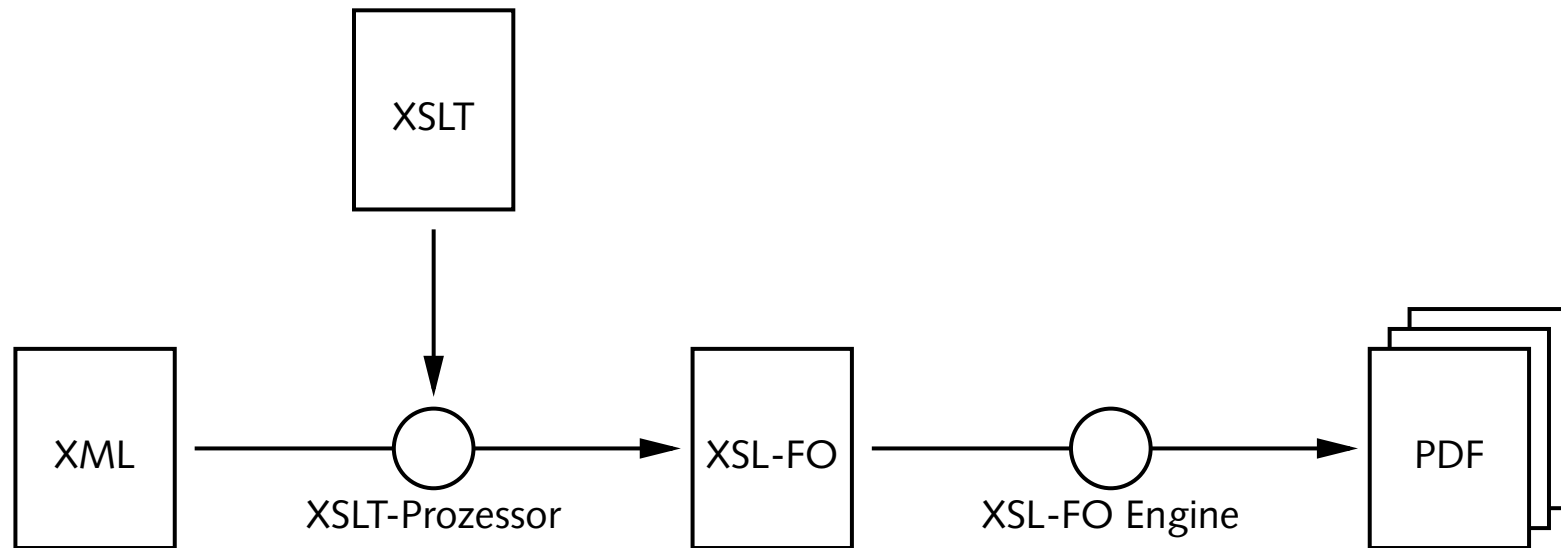 XSLT
XML
XSL-FO
PDF
XSLT-Prozessor
XSL-FO Engine